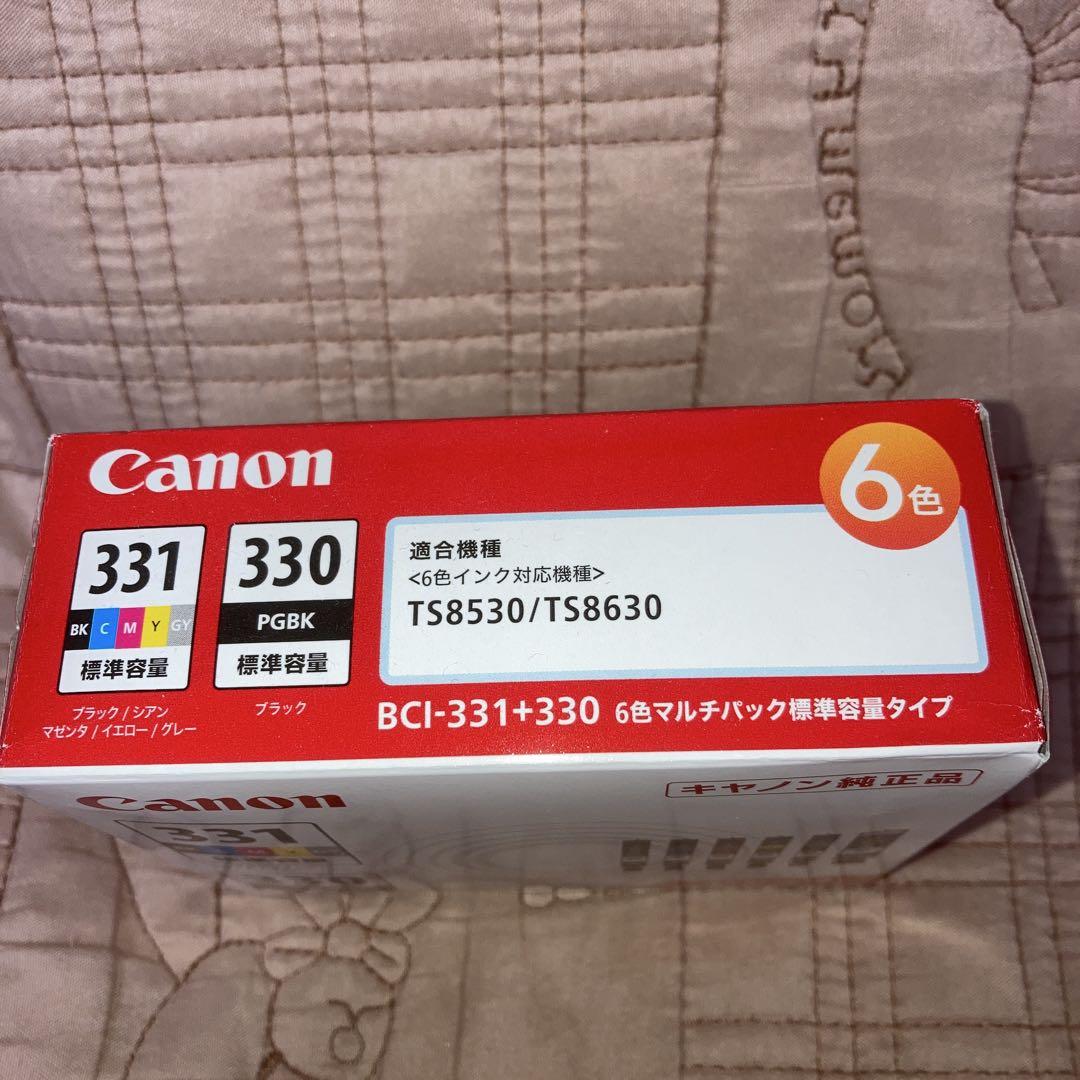 Canon
6色
331
BK C M Y GY
標準容量
ブラック / シアン
マゼンタ / イエロー / グレー
330
PGBK
標準容量
ブラック
適合機種
<6色インク対応機種>
TS8530/TS8630
BCI-331+330 6色マルチパック標準容量タイプ
Canon
キヤノン純正品
331